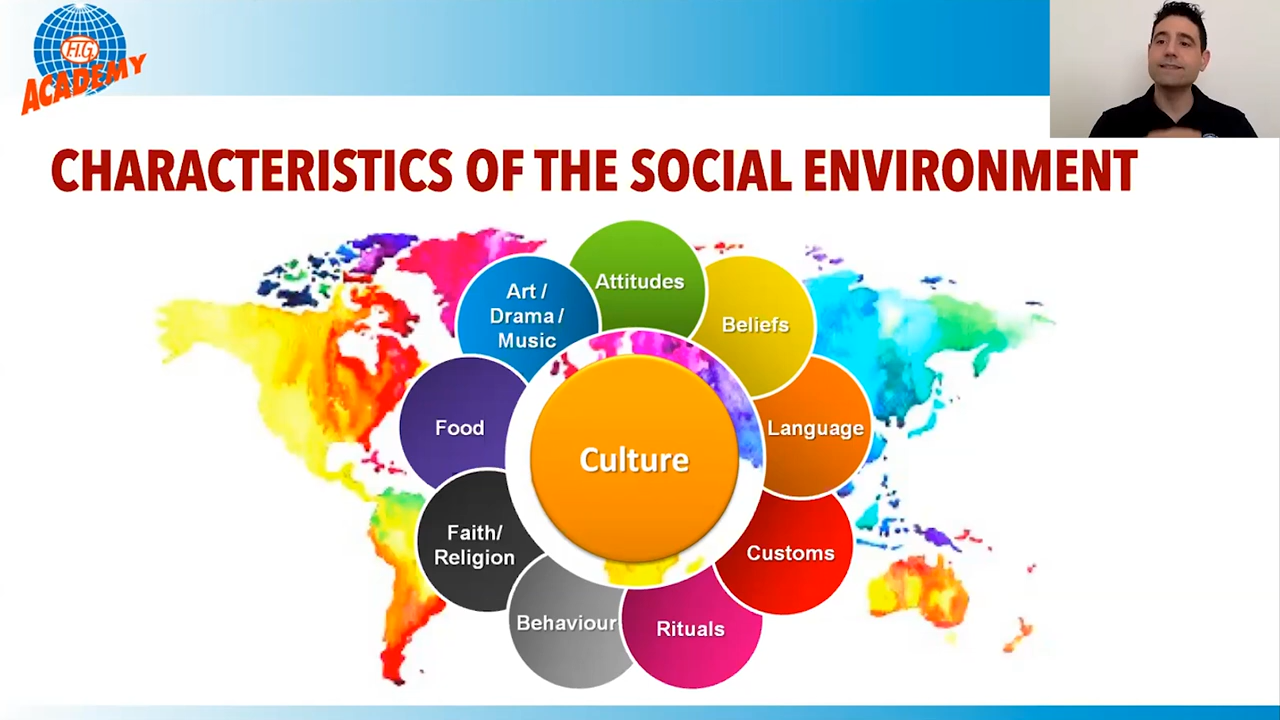 F.I.G.
ACADEMY
CHARACTERISTICS OF THE SOCIAL ENVIRONMENT
Attitudes
Art /
Drama /
Music
Beliefs
Food
Language
Culture
Faith/
Religion
Customs
Behaviour
Rituals